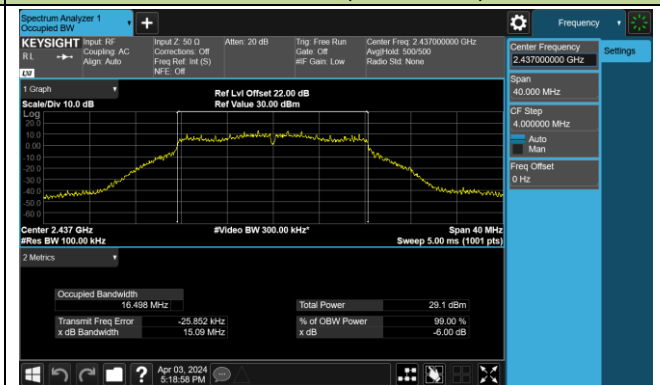 Spectrum Analyzer 1
Occupied BW
Frequency
KEYSIGHT
RL
LXI
Input: RF
Coupling: AC
Align: Auto
Input Z: 50 Ω
Corrections: Off
Freq Ref: Int (S)
NFE: Off
Atten: 20 dB
Trig: Free Run
Gate: Off
#IF Gain: Low
Center Freq: 2.437000000 GHz
Avg|Hold: 500/500
Radio Std: None
Center Frequency
2.437000000 GHz
Settings
Span
40.000 MHz
CF Step
4.000000 MHz
Auto
Man
Freq Offset
0 Hz
1 Graph
Scale/Div 10.0 dB
Ref Lvl Offset 22.00 dB
Ref Value 30.00 dBm
Log
20.0
10.0
0.00
-10.0
-20.0
-30.0
-40.0
-50.0
-60.0
Center 2.437 GHz
#Res BW 100.00 kHz
#Video BW 300.00 kHz*
Span 40 MHz
Sweep 5.00 ms (1001 pts)
2 Metrics
Occupied Bandwidth
16.498 MHz
Total Power 29.1 dBm
Transmit Freq Error -25.852 kHz
% of OBW Power 99.00 %
x dB Bandwidth 15.09 MHz
x dB -6.00 dB
?
Apr 03, 2024
5:18:58 PM